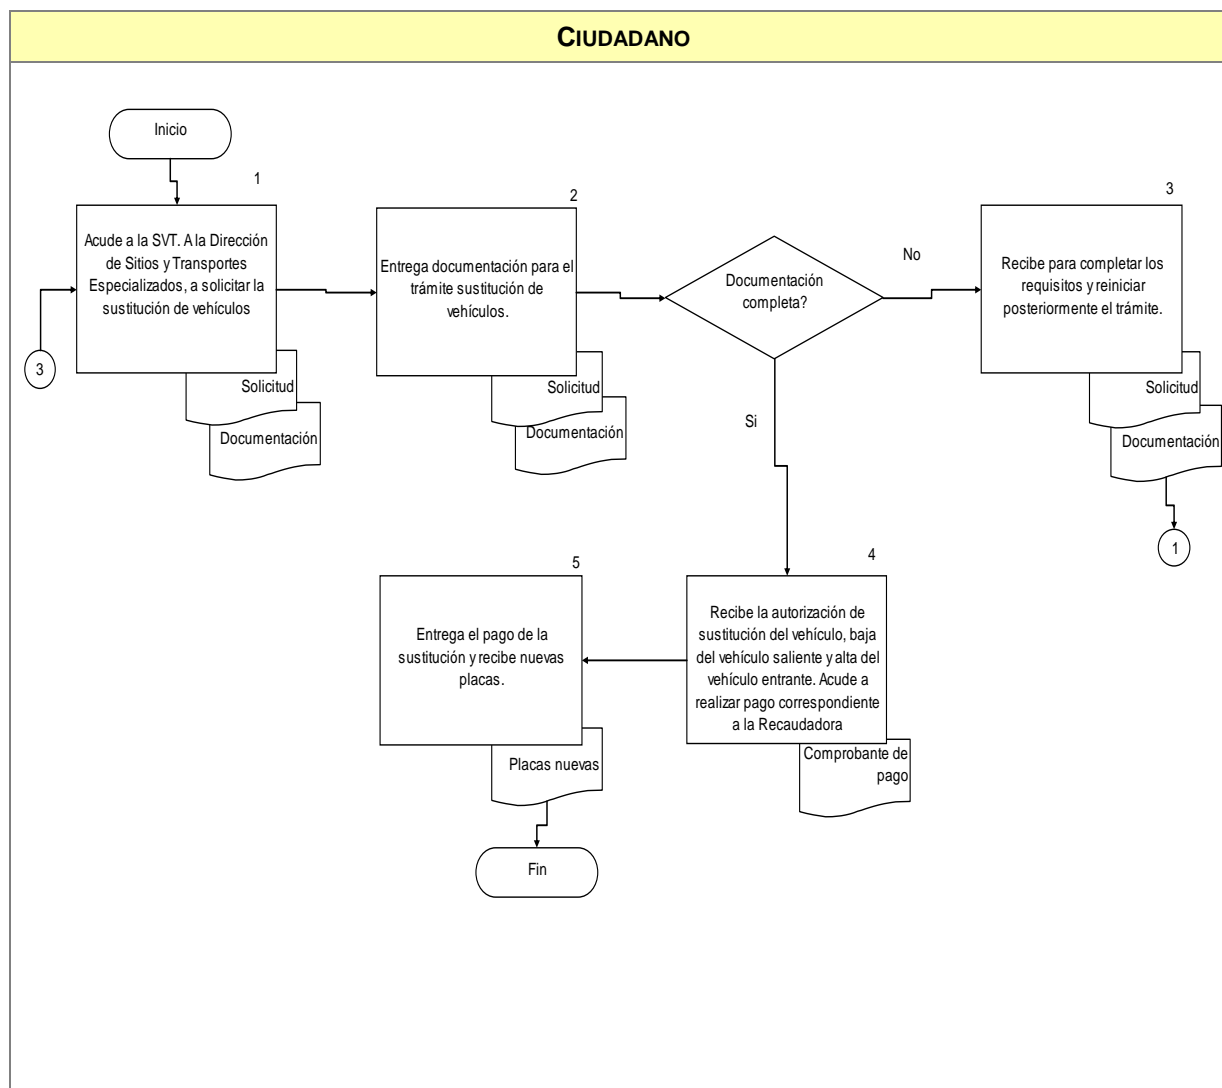 CIUDADANO
Inicio
1
Acude a la SVT. A la Dirección
de Sitios y Transportes
Especializados, a solicitar la
sustitución de vehículos
3
Solicitud
Documentación
2
Entrega documentación para el
trámite sustitución de
vehículos.
Solicitud
Documentación
Documentación
completa?
No
Si
3
Recibe para completar los
requisitos y reiniciar
posteriormente el trámite.
Solicitud
Documentación
1
4
Recibe la autorización de
sustitución del vehículo, baja
del vehículo saliente y alta del
vehículo entrante. Acude a
realizar pago correspondiente
a la Recaudadora
Comprobante de
pago
5
Entrega el pago de la
sustitución y recibe nuevas
placas.
Placas nuevas
Fin